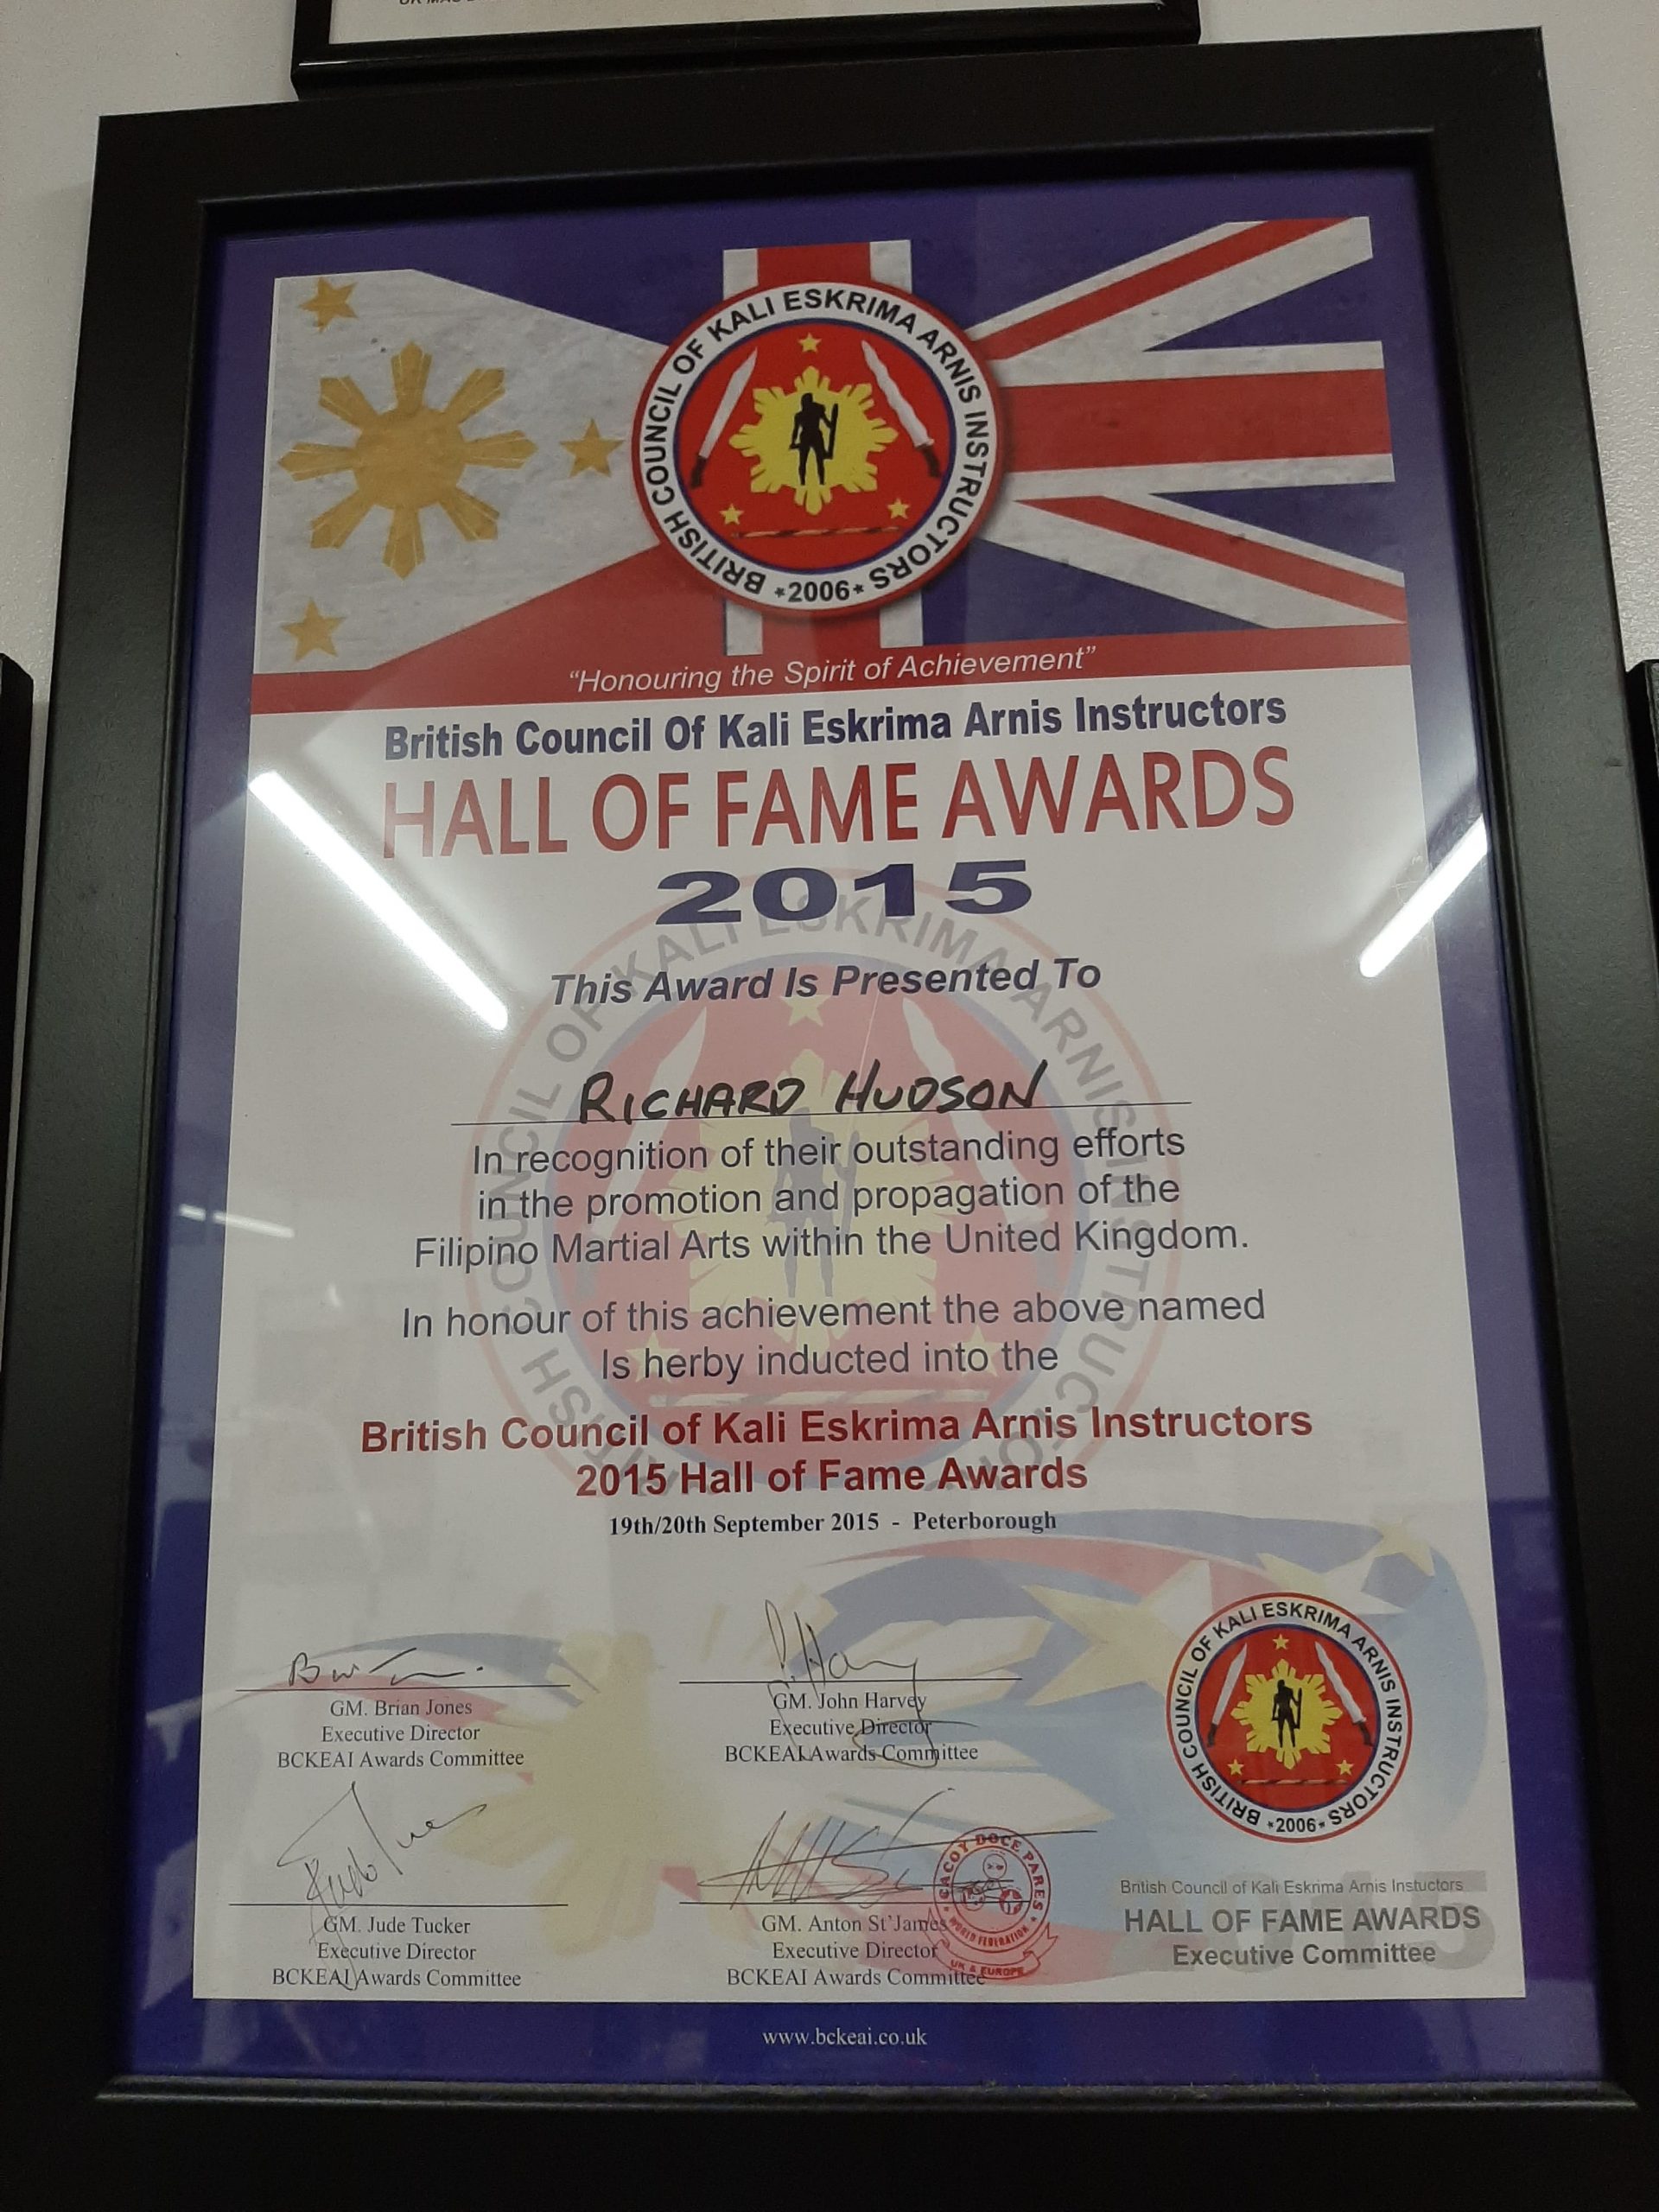 BRITISH COUNCIL OF KALI ESKRIMA ARNIS INSTRUCTORS
*2006*
"Honouring the Spirit of Achievement"
British Council Of Kali Eskrima Arnis Instructors
HALL OF FAME AWARDS
2015
This Award Is Presented To
RICHARD HUDSON
In recognition of their outstanding efforts
in the promotion and propagation of the
Filipino Martial Arts within the United Kingdom.
In honour of this achievement the above named
Is herby inducted into the
British Council of Kali Eskrima Arnis Instructors
2015 Hall of Fame Awards
19th/20th September 2015 - Peterborough
GM. Brian Jones
Executive Director
BCKEAI Awards Committee
GM. John Harvey
Executive Director
BCKEAI Awards Committee
GM. Jude Tucker
Executive Director
BCKEAI Awards Committee
GM. Anton St'James
Executive Director
BCKEAI Awards Committee
CACOY DOCE PARES
WORLD FEDERATION
UK & EUROPE
BRITISH COUNCIL OF KALI ESKRIMA ARNIS INSTRUCTORS
*2006*
British Council of Kali Eskrima Arnis Instuctors
HALL OF FAME AWARDS
Executive Committee
www.bckeai.co.uk